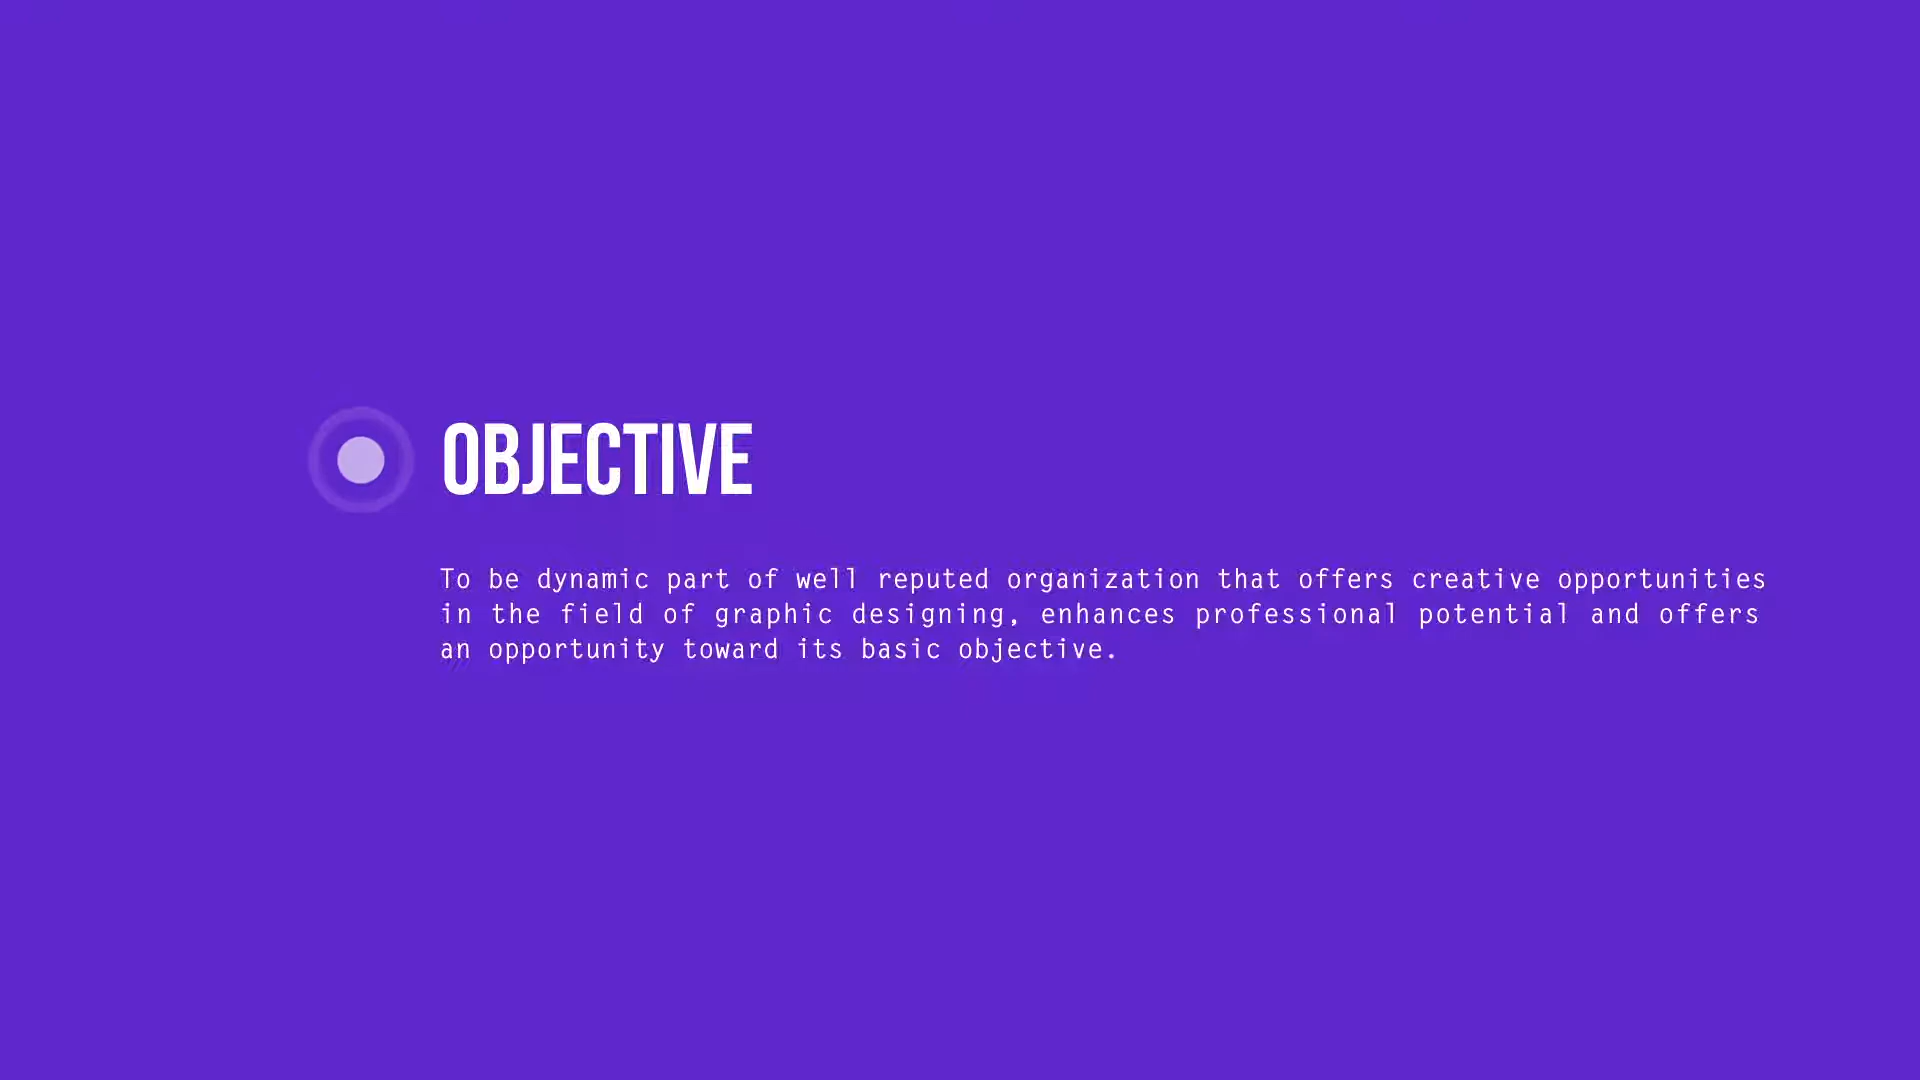 OBJECTIVE
To be dynamic part of well reputed organization that offers creative opportunities
in the field of graphic designing, enhances professional potential and offers
an opportunity toward its basic objective.